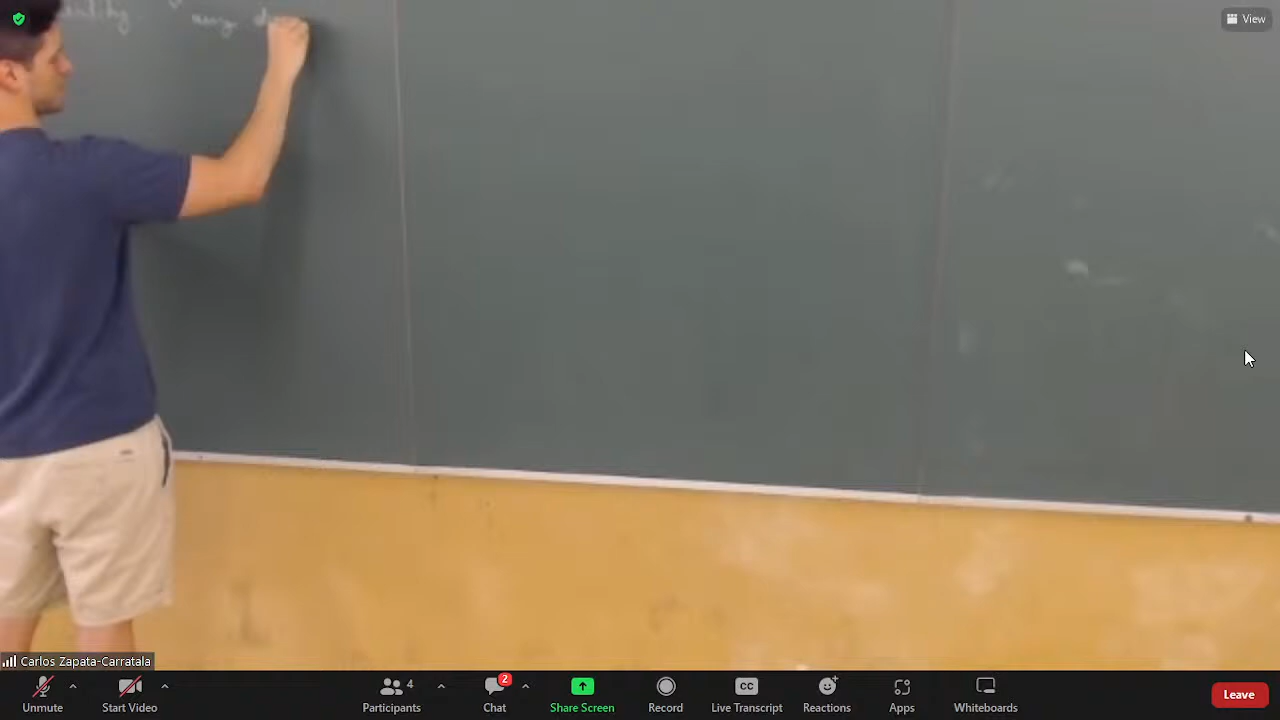 any
View
Carlos Zapata-Carratala
Unmute
Start Video
4
Participants
2
Chat
Share Screen
Record
CC
Live Transcript
Reactions
Apps
Whiteboards
Leave